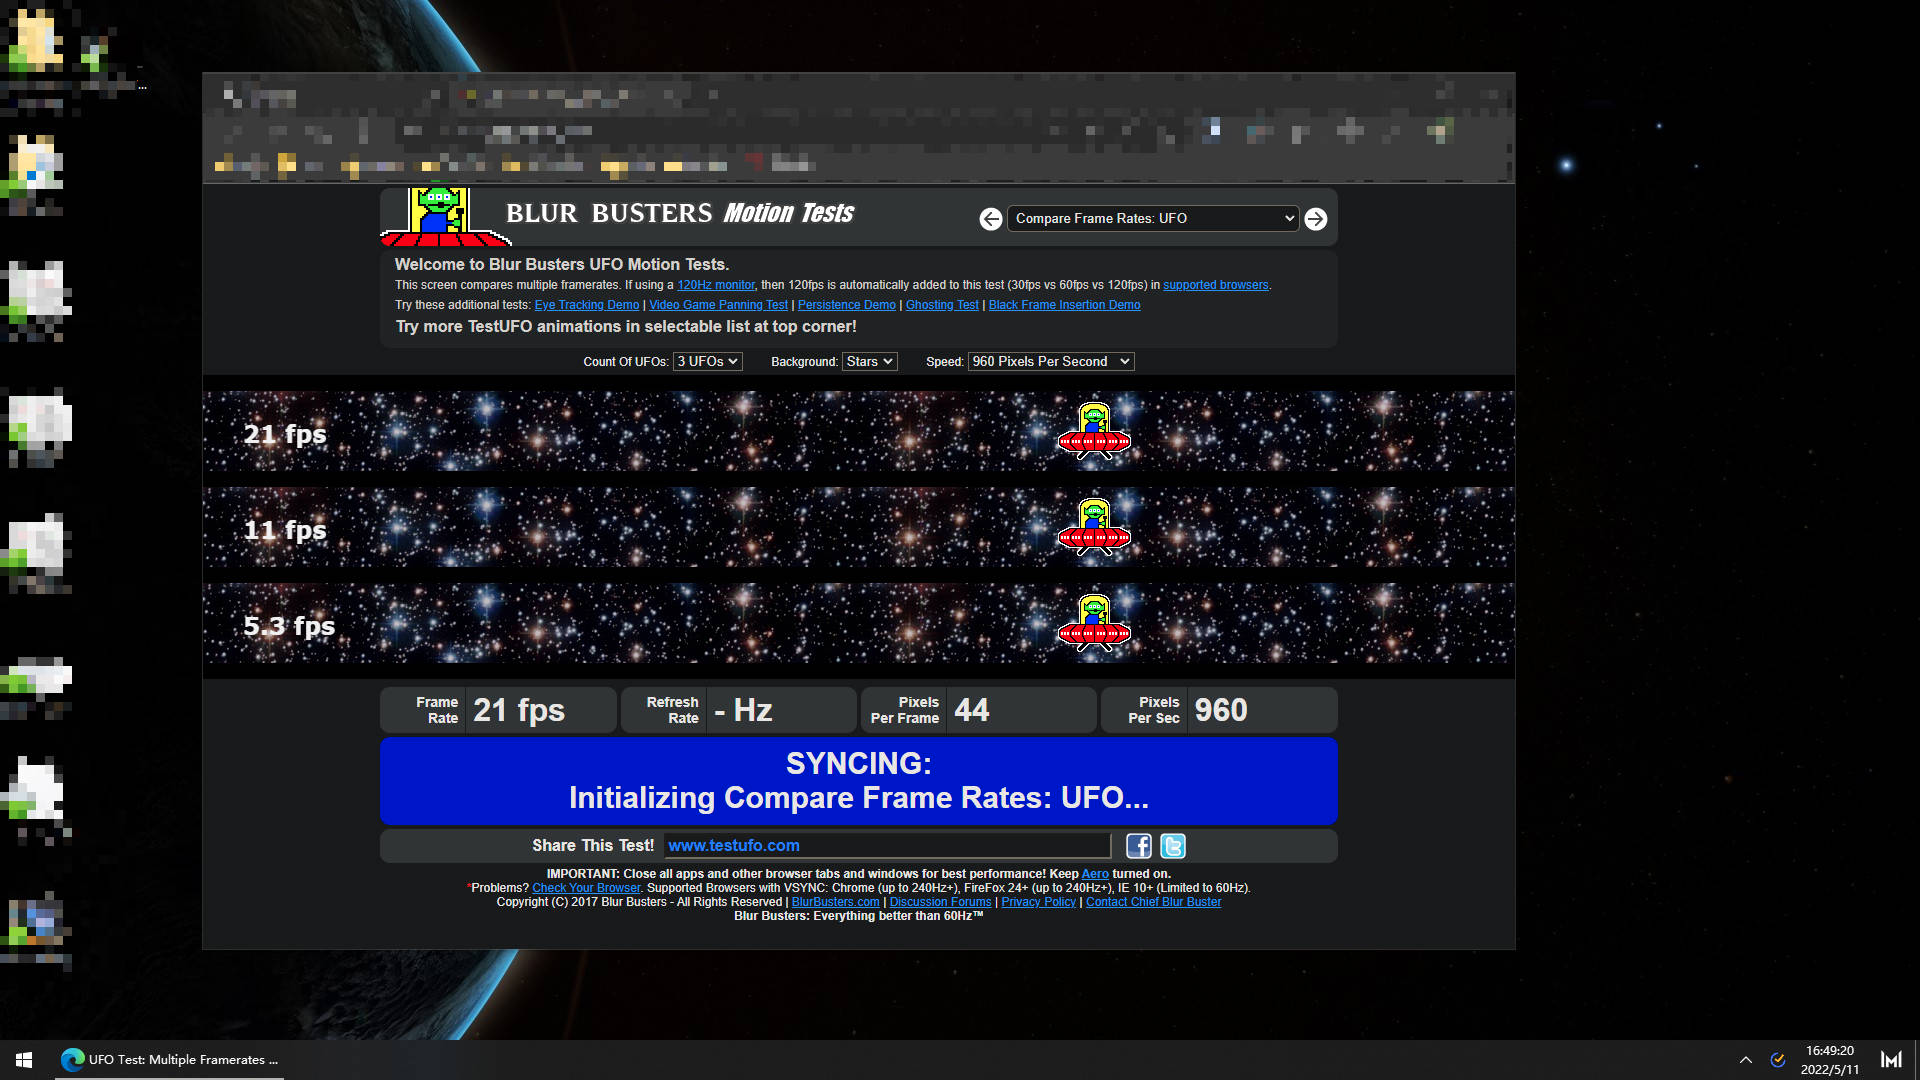 ...
BLUR BUSTERS Motion Tests
Compare Frame Rates: UFO
Welcome to Blur Busters UFO Motion Tests.
This screen compares multiple framerates. If using a 120Hz monitor, then 120fps is automatically added to this test (30fps vs 60fps vs 120fps) in supported browsers.
Try these additional tests: Eye Tracking Demo | Video Game Panning Test | Persistence Demo | Ghosting Test | Black Frame Insertion Demo
Try more TestUFO animations in selectable list at top corner!
Count Of UFOs: 3 UFOs Background: Stars Speed: 960 Pixels Per Second
21 fps
11 fps
5.3 fps
Frame Rate 21 fps
Refresh Rate - Hz
Pixels Per Frame 44
Pixels Per Sec 960
SYNCING:
Initializing Compare Frame Rates: UFO...
Share This Test! www.testufo.com
IMPORTANT: Close all apps and other browser tabs and windows for best performance! Keep Aero turned on.
*Problems? Check Your Browser. Supported Browsers with VSYNC: Chrome (up to 240Hz+), FireFox 24+ (up to 240Hz+), IE 10+ (Limited to 60Hz).
Copyright (C) 2017 Blur Busters - All Rights Reserved | BlurBusters.com | Discussion Forums | Privacy Policy | Contact Chief Blur Buster
Blur Busters: Everything better than 60Hz™
UFO Test: Multiple Framerates ...
16:49:20
2022/5/11